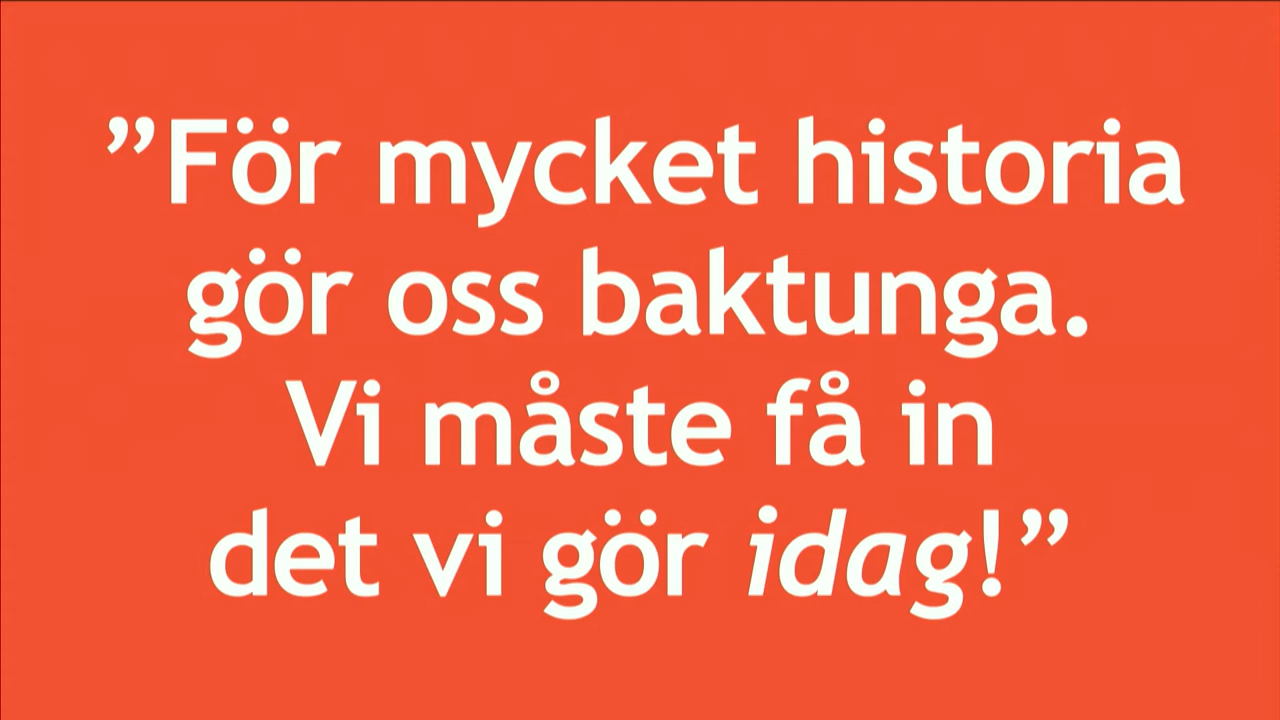 ”För mycket historia
gör oss baktunga.
Vi måste få in
det vi gör idag!”